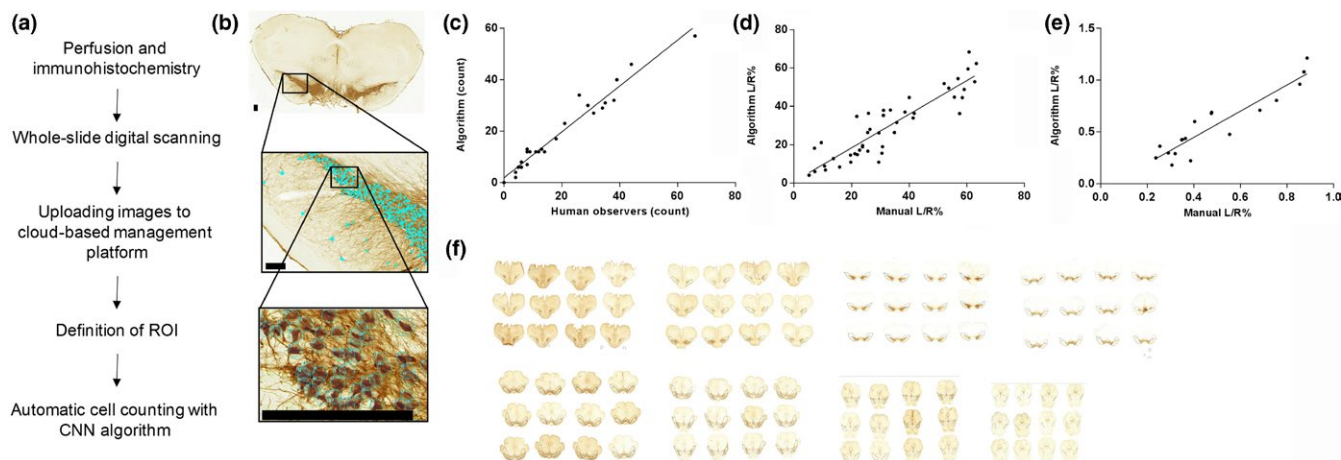 (a)
Perfusion and
immunohistochemistry
Whole-slide digital scanning
Uploading images to
cloud-based management
platform
Definition of ROI
Automatic cell counting with
CNN algorithm
(b)
(c)
Algorithm (count)
60
40
20
0
0
20
40
60
80
Human observers (count)
(d)
Algorithm L/R%
80
60
40
20
0
0
20
40
60
80
Manual L/R%
(e)
Algorithm L/R%
1.5
1.0
0.5
0.0
0.0
0.2
0.4
0.6
0.8
1.0
Manual L/R%
(f)